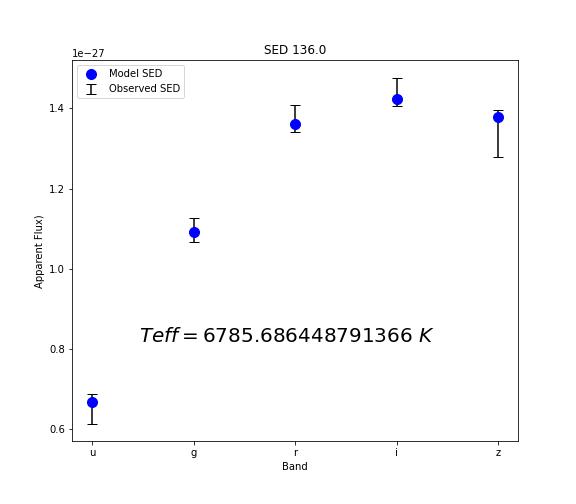 SED 136.0
1e−27
Model SED
Observed SED
1.4
1.2
1.0
0.8
0.6
Apparent Flux)
Teff = 6785.686448791366 K
u g r i z
Band